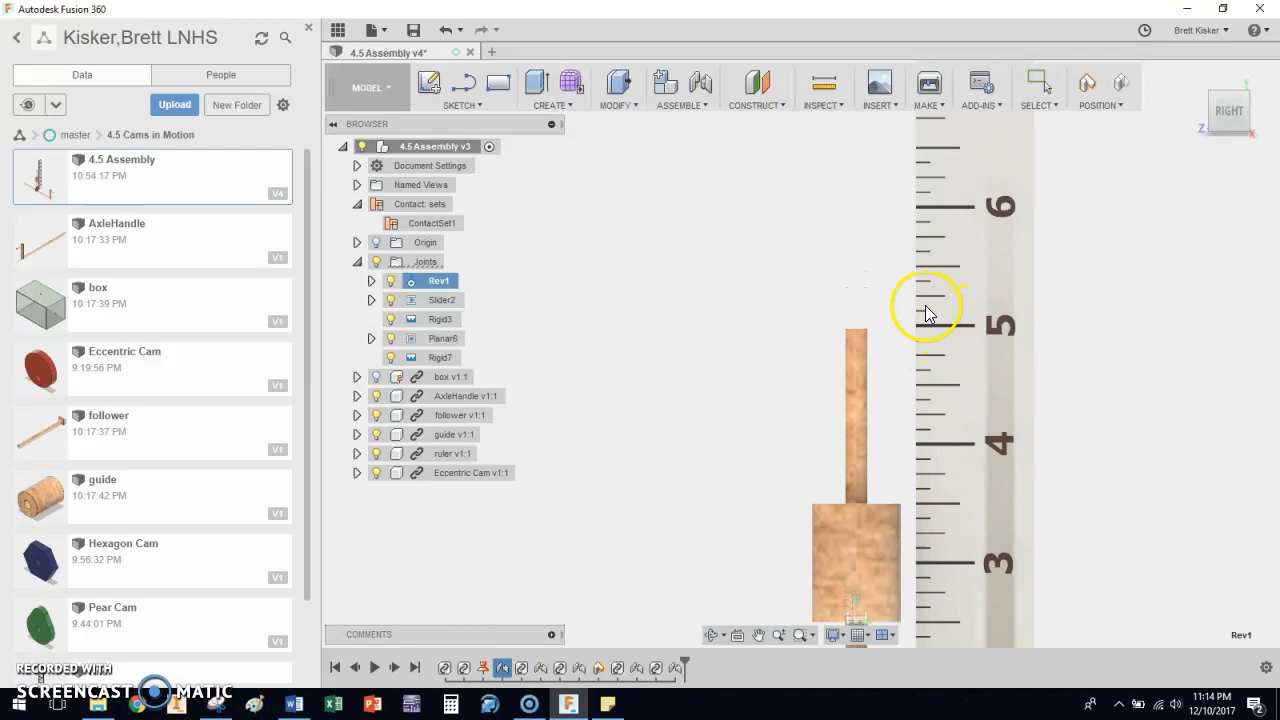 Autodesk Fusion 360
Kisker,Brett LNHS
Data
People
Upload
New Folder
master
4.5 Cams in Motion
4.5 Assembly
10:54:17 PM
V4
AxleHandle
10:17:33 PM
V1
box
10:17:39 PM
V1
Eccentric Cam
9:19:56 PM
V1
follower
10:17:37 PM
V1
guide
10:17:42 PM
V1
Hexagon Cam
9:56:32 PM
V1
Pear Cam
9:44:01 PM
V1
4.5 Assembly v4*
Brett Kisker
MODEL
SKETCH
CREATE
MODIFY
ASSEMBLE
CONSTRUCT
INSPECT
INSERT
MAKE
ADD-INS
SELECT
POSITION
BROWSER
4.5 Assembly v3
Document Settings
Named Views
Contact: sets
ContactSet1
Origin
Joints
Rev1
Slider2
Rigid3
Planar6
Rigid7
box v1:1
AxleHandle v1:1
follower v1:1
guide v1:1
ruler v1:1
Eccentric Cam v1:1
RIGHT
Z
X
6
5
4
3
COMMENTS
Rev1
RECORDED WITH
SCREENCAST MATIC
11:14 PM
12/10/2017
2